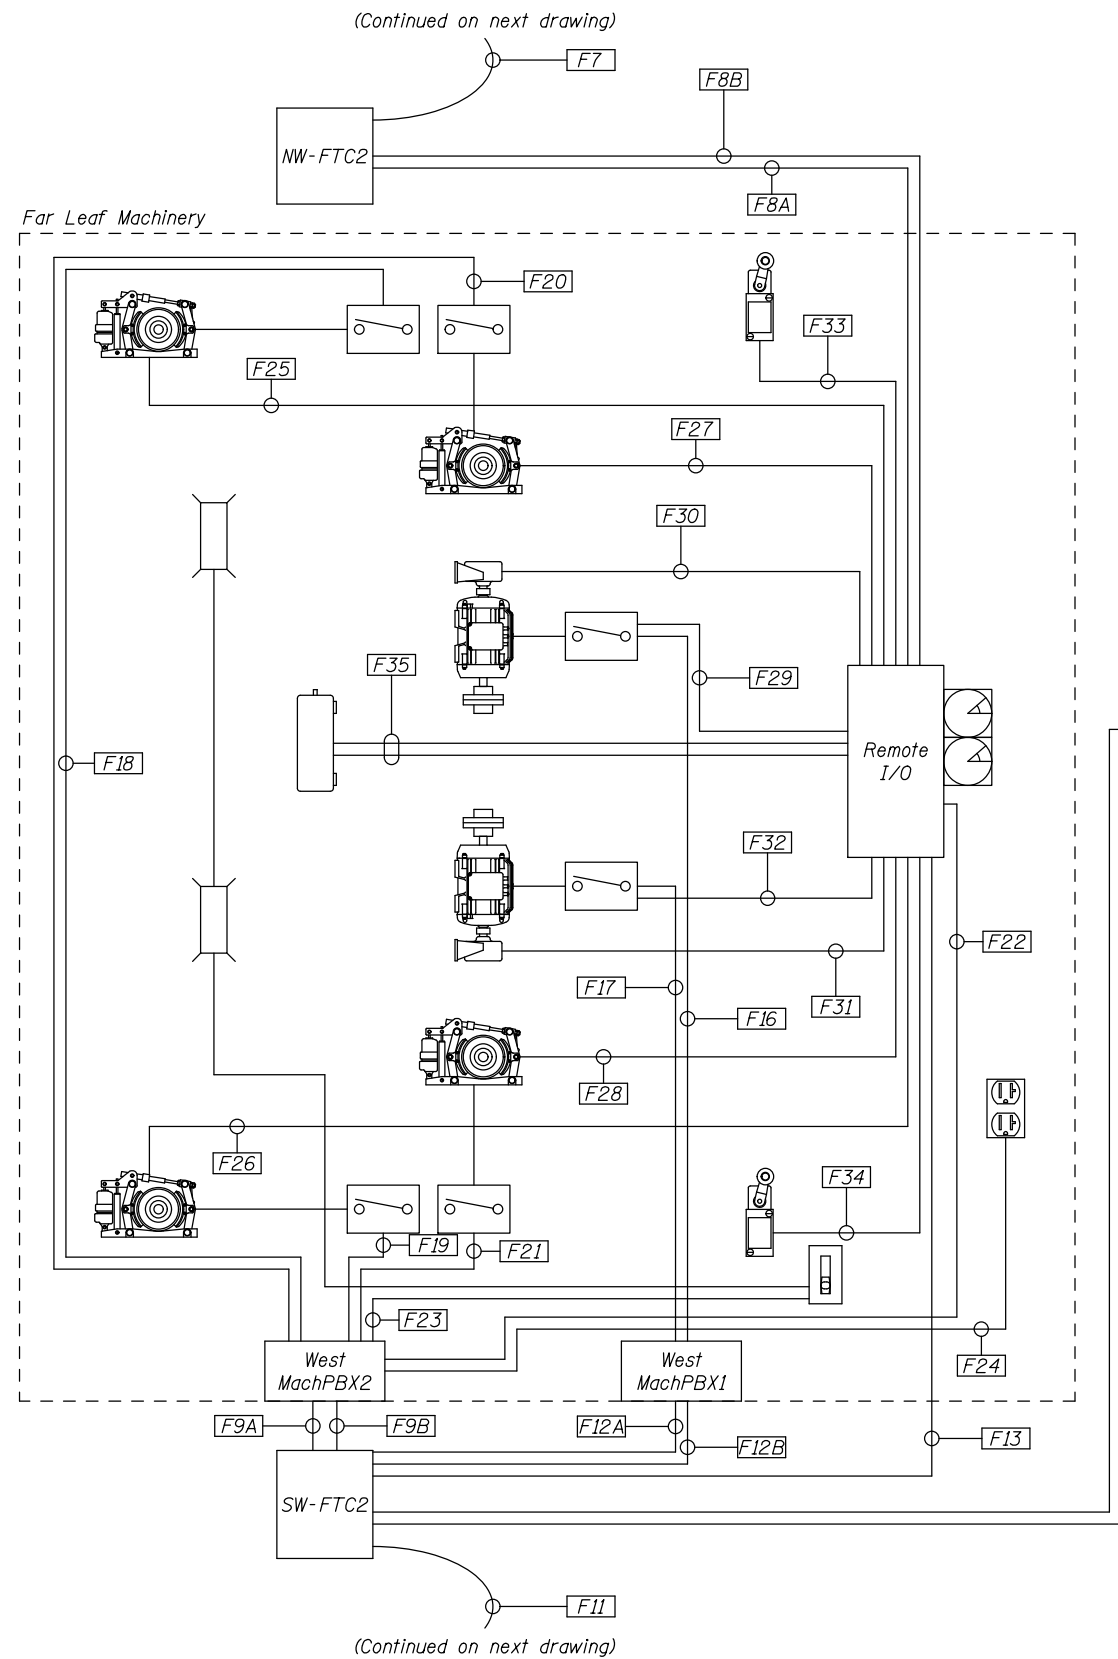 (Continued on next drawing)
F7
F8B
NW-FTC2
F8A
Far Leaf Machinery
F20
F33
F25
F27
F30
F35
F29
F18
Remote
I/O
F32
F22
F17
F31
F16
F28
F26
F34
F19
F21
F23
West
MachPBX2
West
MachPBX1
F24
F9A
F9B
F12A
F12B
F13
SW-FTC2
F11
(Continued on next drawing)